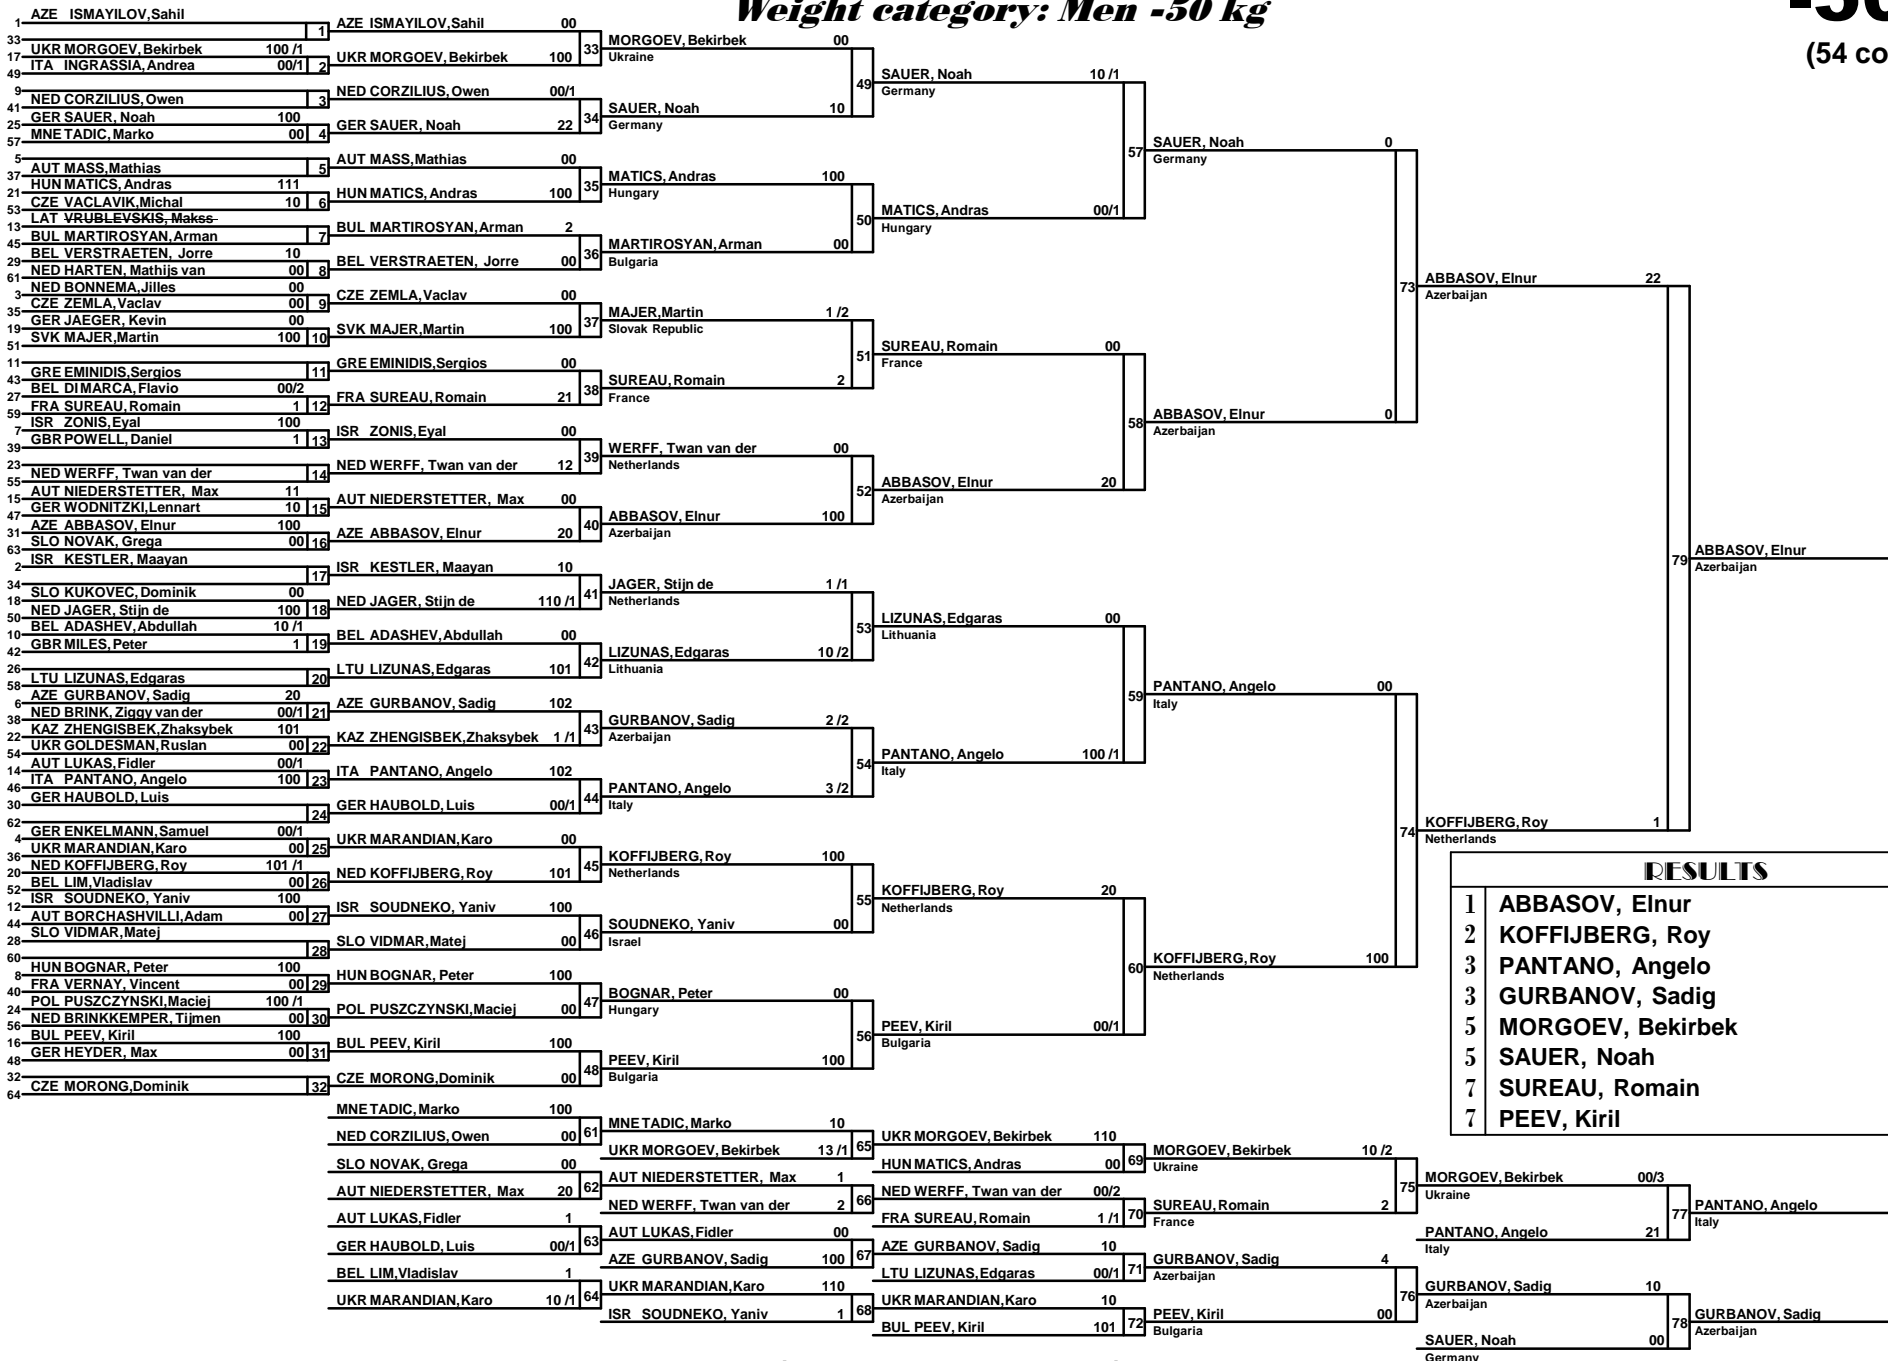 Weight category: Men -50 kg
(54 co
1 AZE ISMAYILOV,Sahil
33
1
17 UKR MORGOEV, Bekirbek 100 /1
49 ITA INGRASSIA, Andrea 00/1
2
9
41 NED CORZILIUS, Owen
3
25 GER SAUER, Noah 100
57 MNE TADIC, Marko 00
4
5
37 AUT MASS,Mathias
5
21 HUN MATICS, Andras 111
53 CZE VACLAVIK,Michal 10
6
13 LAT VRUBLEVSKIS, Makss
45 BUL MARTIROSYAN,Arman
7
29 BEL VERSTRAETEN, Jorre 10
61 NED HARTEN, Mathijs van 00
8
3 NED BONNEMA,Jilles 00
35 CZE ZEMLA, Vaclav 00
9
19 GER JAEGER, Kevin 00
51 SVK MAJER,Martin 100
10
11
43 GRE EMINIDIS,Sergios
11
27 BEL DIMARCA, Flavio 00/2
59 FRA SUREAU, Romain 1
12
7 ISR ZONIS,Eyal 100
39 GBR POWELL, Daniel 1
13
23
55 NED WERFF, Twan van der
14
15 AUT NIEDERSTETTER, Max 11
47 GER WODNITZKI,Lennart 10
15
31 AZE ABBASOV, Elnur 100
63 SLO NOVAK, Grega 00
16
2 ISR KESTLER, Maayan
34
17
18 SLO KUKOVEC, Dominik 00
50 NED JAGER, Stijn de 100
18
10 BEL ADASHEV, Abdullah 10 /1
42 GBR MILES, Peter 1
19
26
58 LTU LIZUNAS,Edgaras
20
6 AZE GURBANOV, Sadig 20
38 NED BRINK, Ziggy van der 00/1
21
22 KAZ ZHENGISBEK,Zhaksybek 101
54 UKR GOLDESMAN,Ruslan 00
22
14 AUT LUKAS,Fidler 00/1
46 ITA PANTANO, Angelo 100
23
30 GER HAUBOLD, Luis
62
24
4 GER ENKELMANN,Samuel 00/1
36 UKR MARANDIAN,Karo 00
25
20 NED KOFFIJBERG, Roy 101 /1
52 BEL LIM,Vladislav 00
26
12 ISR SOUDNEKO, Yaniv 100
44 AUT BORCHASHVILLI,Adam 00
27
28 SLO VIDMAR,Matej
60
28
8 HUN BOGNAR, Peter 100
40 FRA VERNAY, Vincent 00
29
24 POL PUSZCZYNSKI,Maciej 100 /1
56 NED BRINKKEMPER, Tijmen 00
30
16 BUL PEEV, Kiril 100
48 GER HEYDER, Max 00
31
32
64 CZE MORONG,Dominik
32
AZE ISMAYILOV,Sahil 00
UKR MORGOEV, Bekirbek 100
33
NED CORZILIUS, Owen 00/1
GER SAUER, Noah 22
34
AUT MASS,Mathias 00
HUN MATICS, Andras 100
35
BUL MARTIROSYAN,Arman 2
BEL VERSTRAETEN, Jorre 00
36
CZE ZEMLA, Vaclav 00
SVK MAJER,Martin 100
37
GRE EMINIDIS,Sergios 00
FRA SUREAU, Romain 21
38
ISR ZONIS,Eyal 00
NED WERFF, Twan van der 12
39
AUT NIEDERSTETTER, Max 00
AZE ABBASOV, Elnur 20
40
ISR KESTLER, Maayan 10
NED JAGER, Stijn de 110 /1
41
BEL ADASHEV, Abdullah 00
LTU LIZUNAS,Edgaras 101
42
AZE GURBANOV, Sadig 102
KAZ ZHENGISBEK,Zhaksybek 1 /1
43
ITA PANTANO, Angelo 102
GER HAUBOLD, Luis 00/1
44
UKR MARANDIAN,Karo 00
NED KOFFIJBERG, Roy 101
45
ISR SOUDNEKO, Yaniv 100
SLO VIDMAR,Matej 00
46
HUN BOGNAR, Peter 100
POL PUSZCZYNSKI,Maciej 00
47
BUL PEEV, Kiril 100
CZE MORONG,Dominik 00
48
MORGOEV, Bekirbek 00
Ukraine
SAUER, Noah 10
Germany
49
MATICS, Andras 100
Hungary
MARTIROSYAN,Arman 00
Bulgaria
50
MAJER,Martin 1 /2
Slovak Republic
SUREAU, Romain 2
France
51
WERFF, Twan van der 00
Netherlands
ABBASOV, Elnur 100
Azerbaijan
52
JAGER, Stijn de 1 /1
Netherlands
LIZUNAS,Edgaras 10 /2
Lithuania
53
GURBANOV, Sadig 2 /2
Azerbaijan
PANTANO, Angelo 3 /2
Italy
54
KOFFIJBERG, Roy 100
Netherlands
SOUDNEKO, Yaniv 00
Israel
55
BOGNAR, Peter 00
Hungary
PEEV, Kiril 100
Bulgaria
56
SAUER, Noah 10 /1
Germany
MATICS, Andras 00/1
Hungary
57
SUREAU, Romain 00
France
ABBASOV, Elnur 20
Azerbaijan
58
LIZUNAS,Edgaras 00
Lithuania
PANTANO, Angelo 100 /1
Italy
59
KOFFIJBERG, Roy 20
Netherlands
PEEV, Kiril 00/1
Bulgaria
60
SAUER, Noah 0
Germany
ABBASOV, Elnur 0
Azerbaijan
73
PANTANO, Angelo 00
Italy
KOFFIJBERG, Roy 100
Netherlands
74
ABBASOV, Elnur 22
Azerbaijan
KOFFIJBERG, Roy 1
Netherlands
79
ABBASOV, Elnur
Azerbaijan
RESULTS
1 ABBASOV, Elnur
2 KOFFIJBERG, Roy
3 PANTANO, Angelo
3 GURBANOV, Sadig
5 MORGOEV, Bekirbek
5 SAUER, Noah
7 SUREAU, Romain
7 PEEV, Kiril
MNE TADIC, Marko 100
NED CORZILIUS, Owen 00
61
SLO NOVAK, Grega 00
AUT NIEDERSTETTER, Max 20
62
AUT LUKAS,Fidler 1
GER HAUBOLD, Luis 00/1
63
BEL LIM,Vladislav 1
UKR MARANDIAN,Karo 10 /1
64
MNE TADIC, Marko 10
UKR MORGOEV, Bekirbek 13 /1
65
AUT NIEDERSTETTER, Max 1
NED WERFF, Twan van der 2
66
AUT LUKAS,Fidler 00
AZE GURBANOV, Sadig 100
67
UKR MARANDIAN,Karo 110
ISR SOUDNEKO, Yaniv 1
68
UKR MORGOEV, Bekirbek 110
HUN MATICS, Andras 00
69
NED WERFF, Twan van der 00/2
FRA SUREAU, Romain 1 /1
70
AZE GURBANOV, Sadig 10
LTU LIZUNAS,Edgaras 00/1
71
UKR MARANDIAN,Karo 10
BUL PEEV, Kiril 101
72
MORGOEV, Bekirbek 10 /2
Ukraine
SUREAU, Romain 2
France
75
GURBANOV, Sadig 4
Azerbaijan
PEEV, Kiril 00
Bulgaria
76
MORGOEV, Bekirbek 00/3
Ukraine
PANTANO, Angelo 21
Italy
77
GURBANOV, Sadig 10
Azerbaijan
SAUER, Noah 00
Germany
78
PANTANO, Angelo
Italy
GURBANOV, Sadig
Azerbaijan